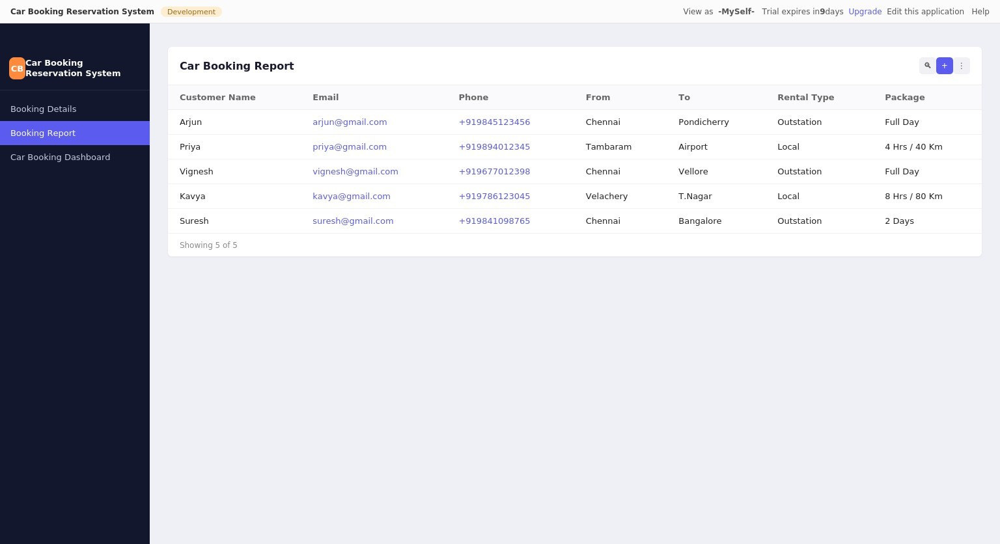 Car Booking Reservation System Development View as -MySelf- Trial expires in9days Upgrade Edit this application Help
CB Car Booking
Reservation System
Booking Details
Booking Report
Car Booking Dashboard
Car Booking Report + ⋮
Customer Name Email Phone From To Rental Type Package
Arjun arjun@gmail.com +919845123456 Chennai Pondicherry Outstation Full Day
Priya priya@gmail.com +919894012345 Tambaram Airport Local 4 Hrs / 40 Km
Vignesh vignesh@gmail.com +919677012398 Chennai Vellore Outstation Full Day
Kavya kavya@gmail.com +919786123045 Velachery T.Nagar Local 8 Hrs / 80 Km
Suresh suresh@gmail.com +919841098765 Chennai Bangalore Outstation 2 Days
Showing 5 of 5